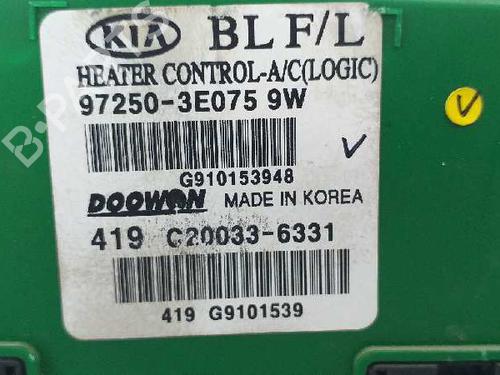 KIA BL F/L
HEATER CONTROL-A/C(LOGIC)
97250-3E075 9W
G910153948
DOOWON MADE IN KOREA
419 C20033-6331
419 G9101539